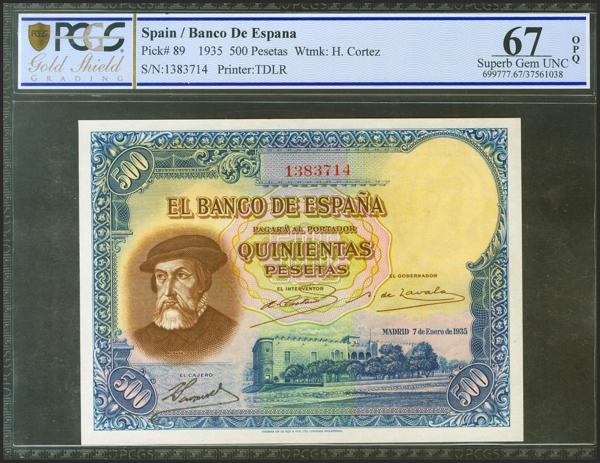 PCGS
Gold Shield
GRADING
Spain / Banco De Espana
Pick# 89 1935 500 Pesetas Wtmk: H. Cortez
S/N:1383714 Printer:TDLR
67
Superb Gem UNC
699777.67/37561038
OPQ
500
1383714
EL BANCO DE ESPAÑA
PAGARÁ AL PORTADOR
QUINIENTAS
PESETAS
EL INTERVENTOR
EL GOBERNADOR
de Zavala
MADRID 7 de Enero de 1935
EL CAJERO
500
500